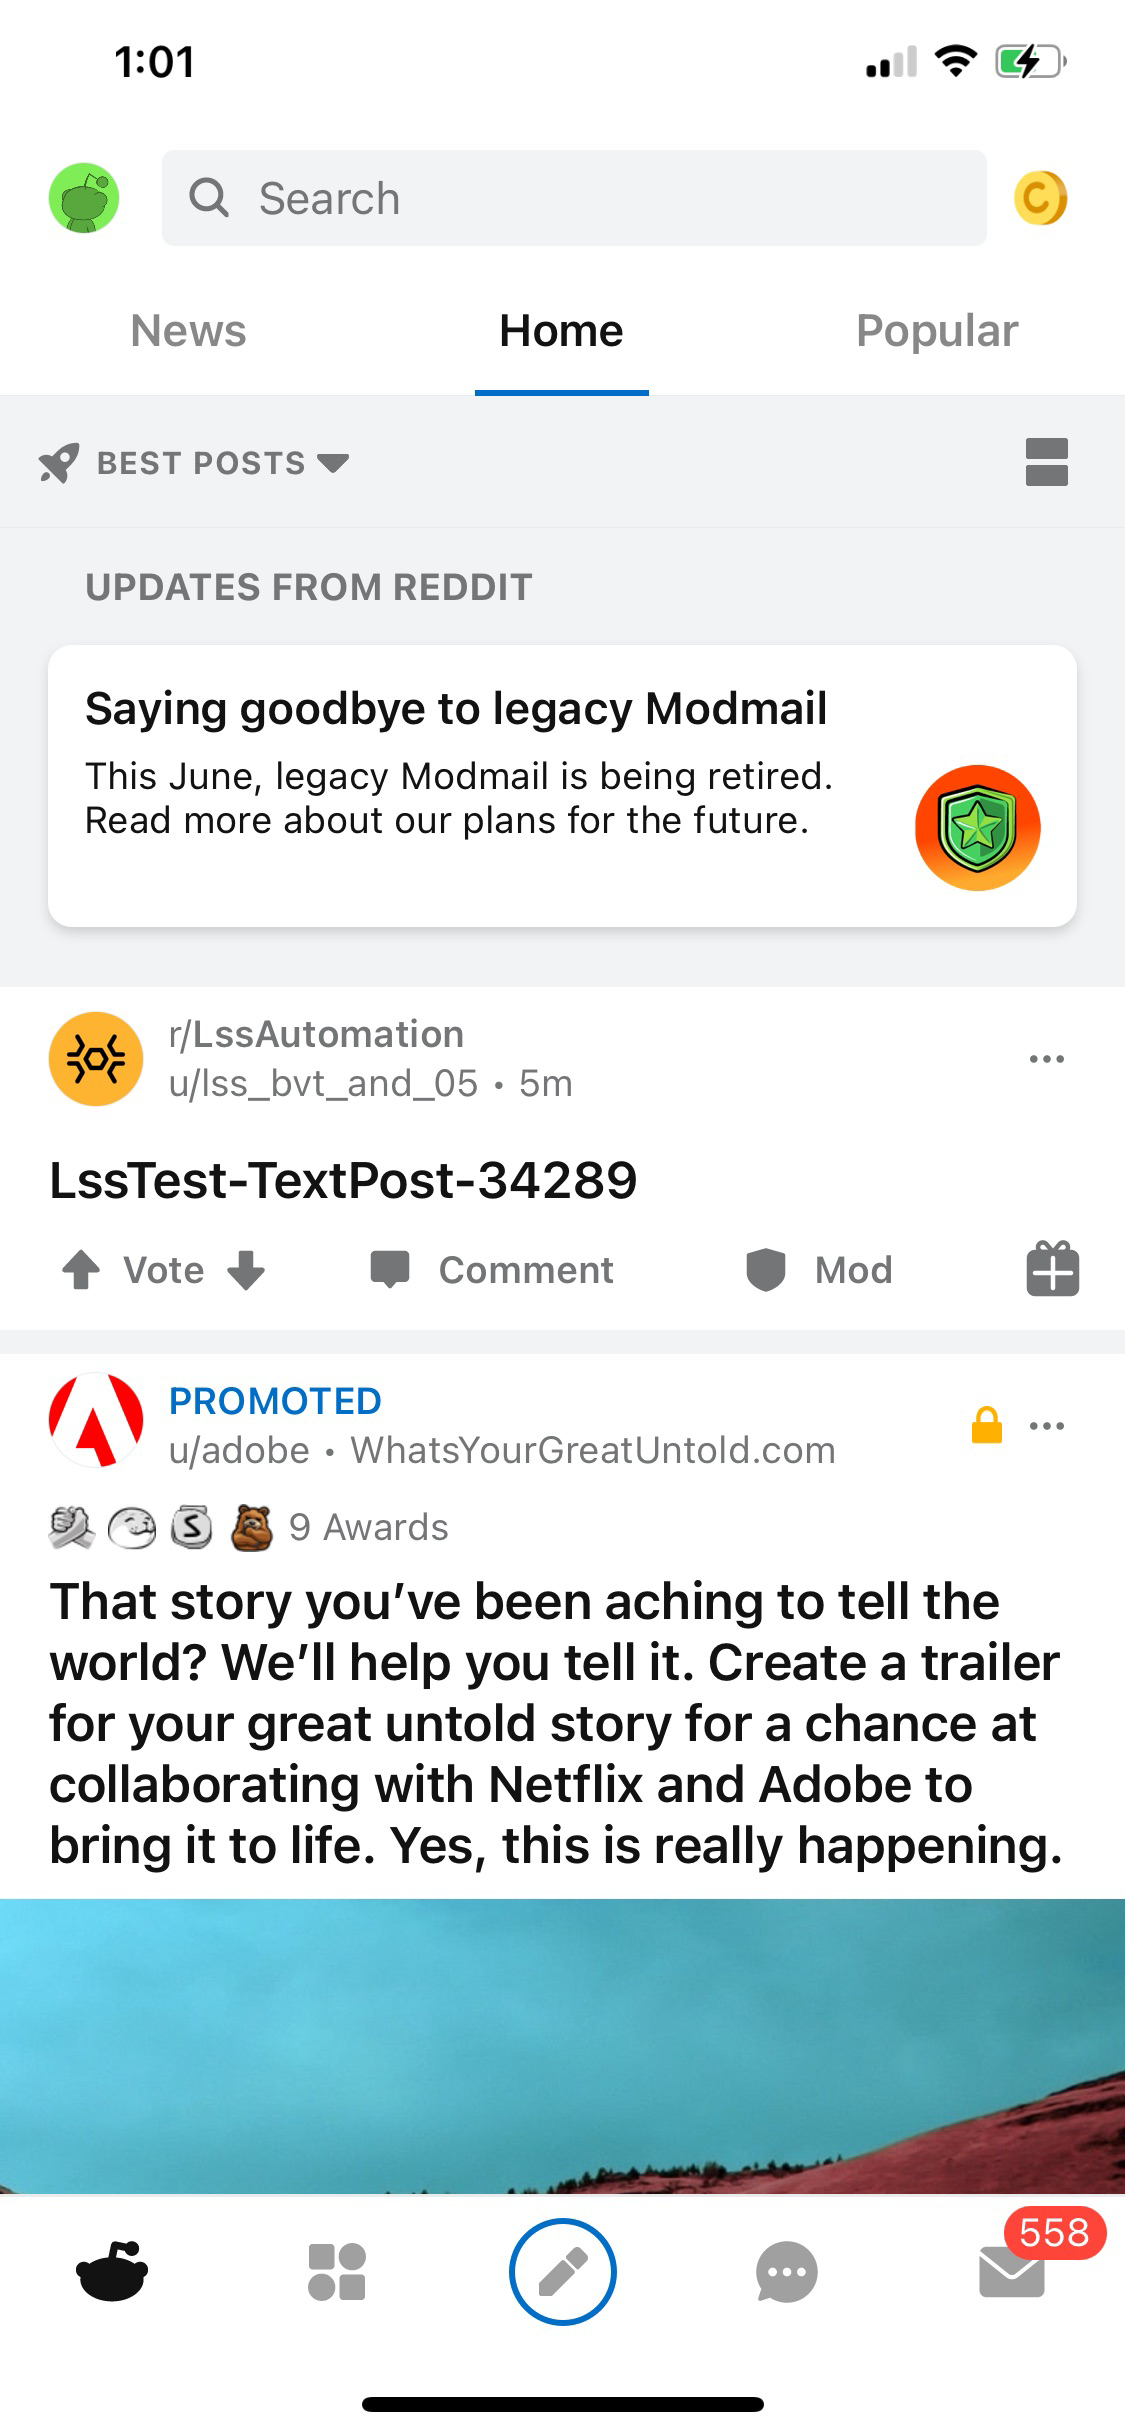 1:01
Search
News Home Popular
BEST POSTS
UPDATES FROM REDDIT
Saying goodbye to legacy Modmail
This June, legacy Modmail is being retired.
Read more about our plans for the future.
r/LssAutomation
u/lss_bvt_and_05 • 5m
LssTest-TextPost-34289
Vote Comment Mod
PROMOTED
u/adobe • WhatsYourGreatUntold.com
9 Awards
That story you’ve been aching to tell the
world? We’ll help you tell it. Create a trailer
for your great untold story for a chance at
collaborating with Netflix and Adobe to
bring it to life. Yes, this is really happening.
558